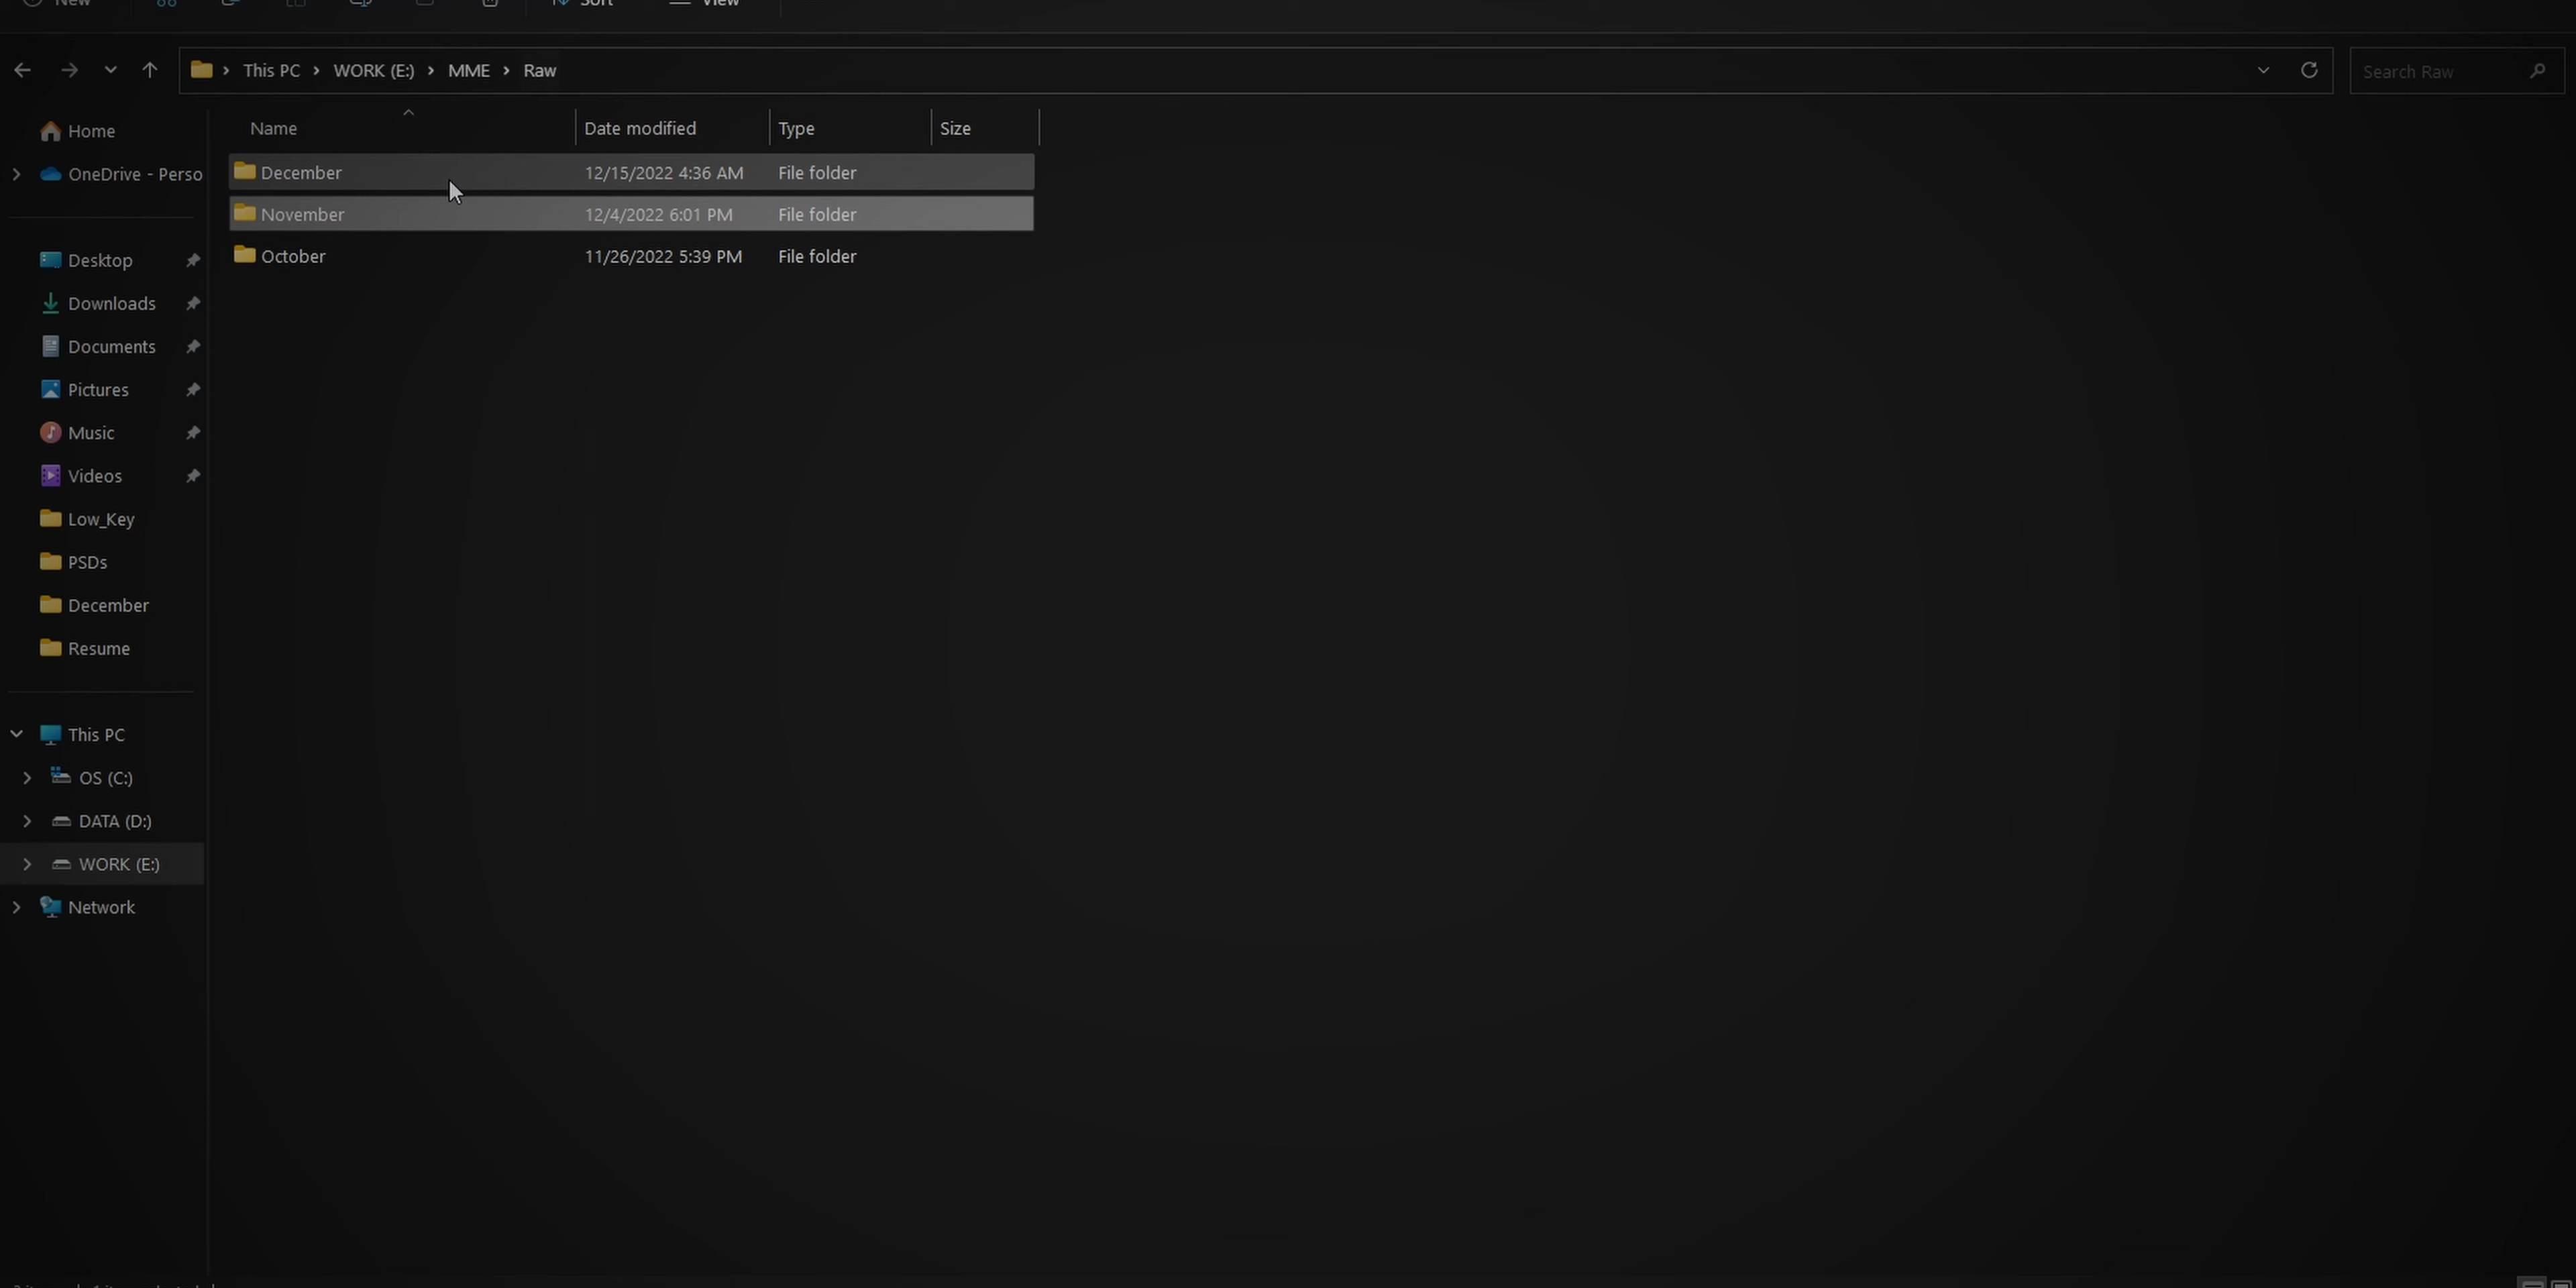 New Sort View
This PC WORK (E:) MME Raw Search Raw
Name Date modified Type Size
December 12/15/2022 4:36 AM File folder
November 12/4/2022 6:01 PM File folder
October 11/26/2022 5:39 PM File folder
Home
OneDrive - Perso
Desktop
Downloads
Documents
Pictures
Music
Videos
Low_Key
PSDs
December
Resume
This PC
OS (C:)
DATA (D:)
WORK (E:)
Network